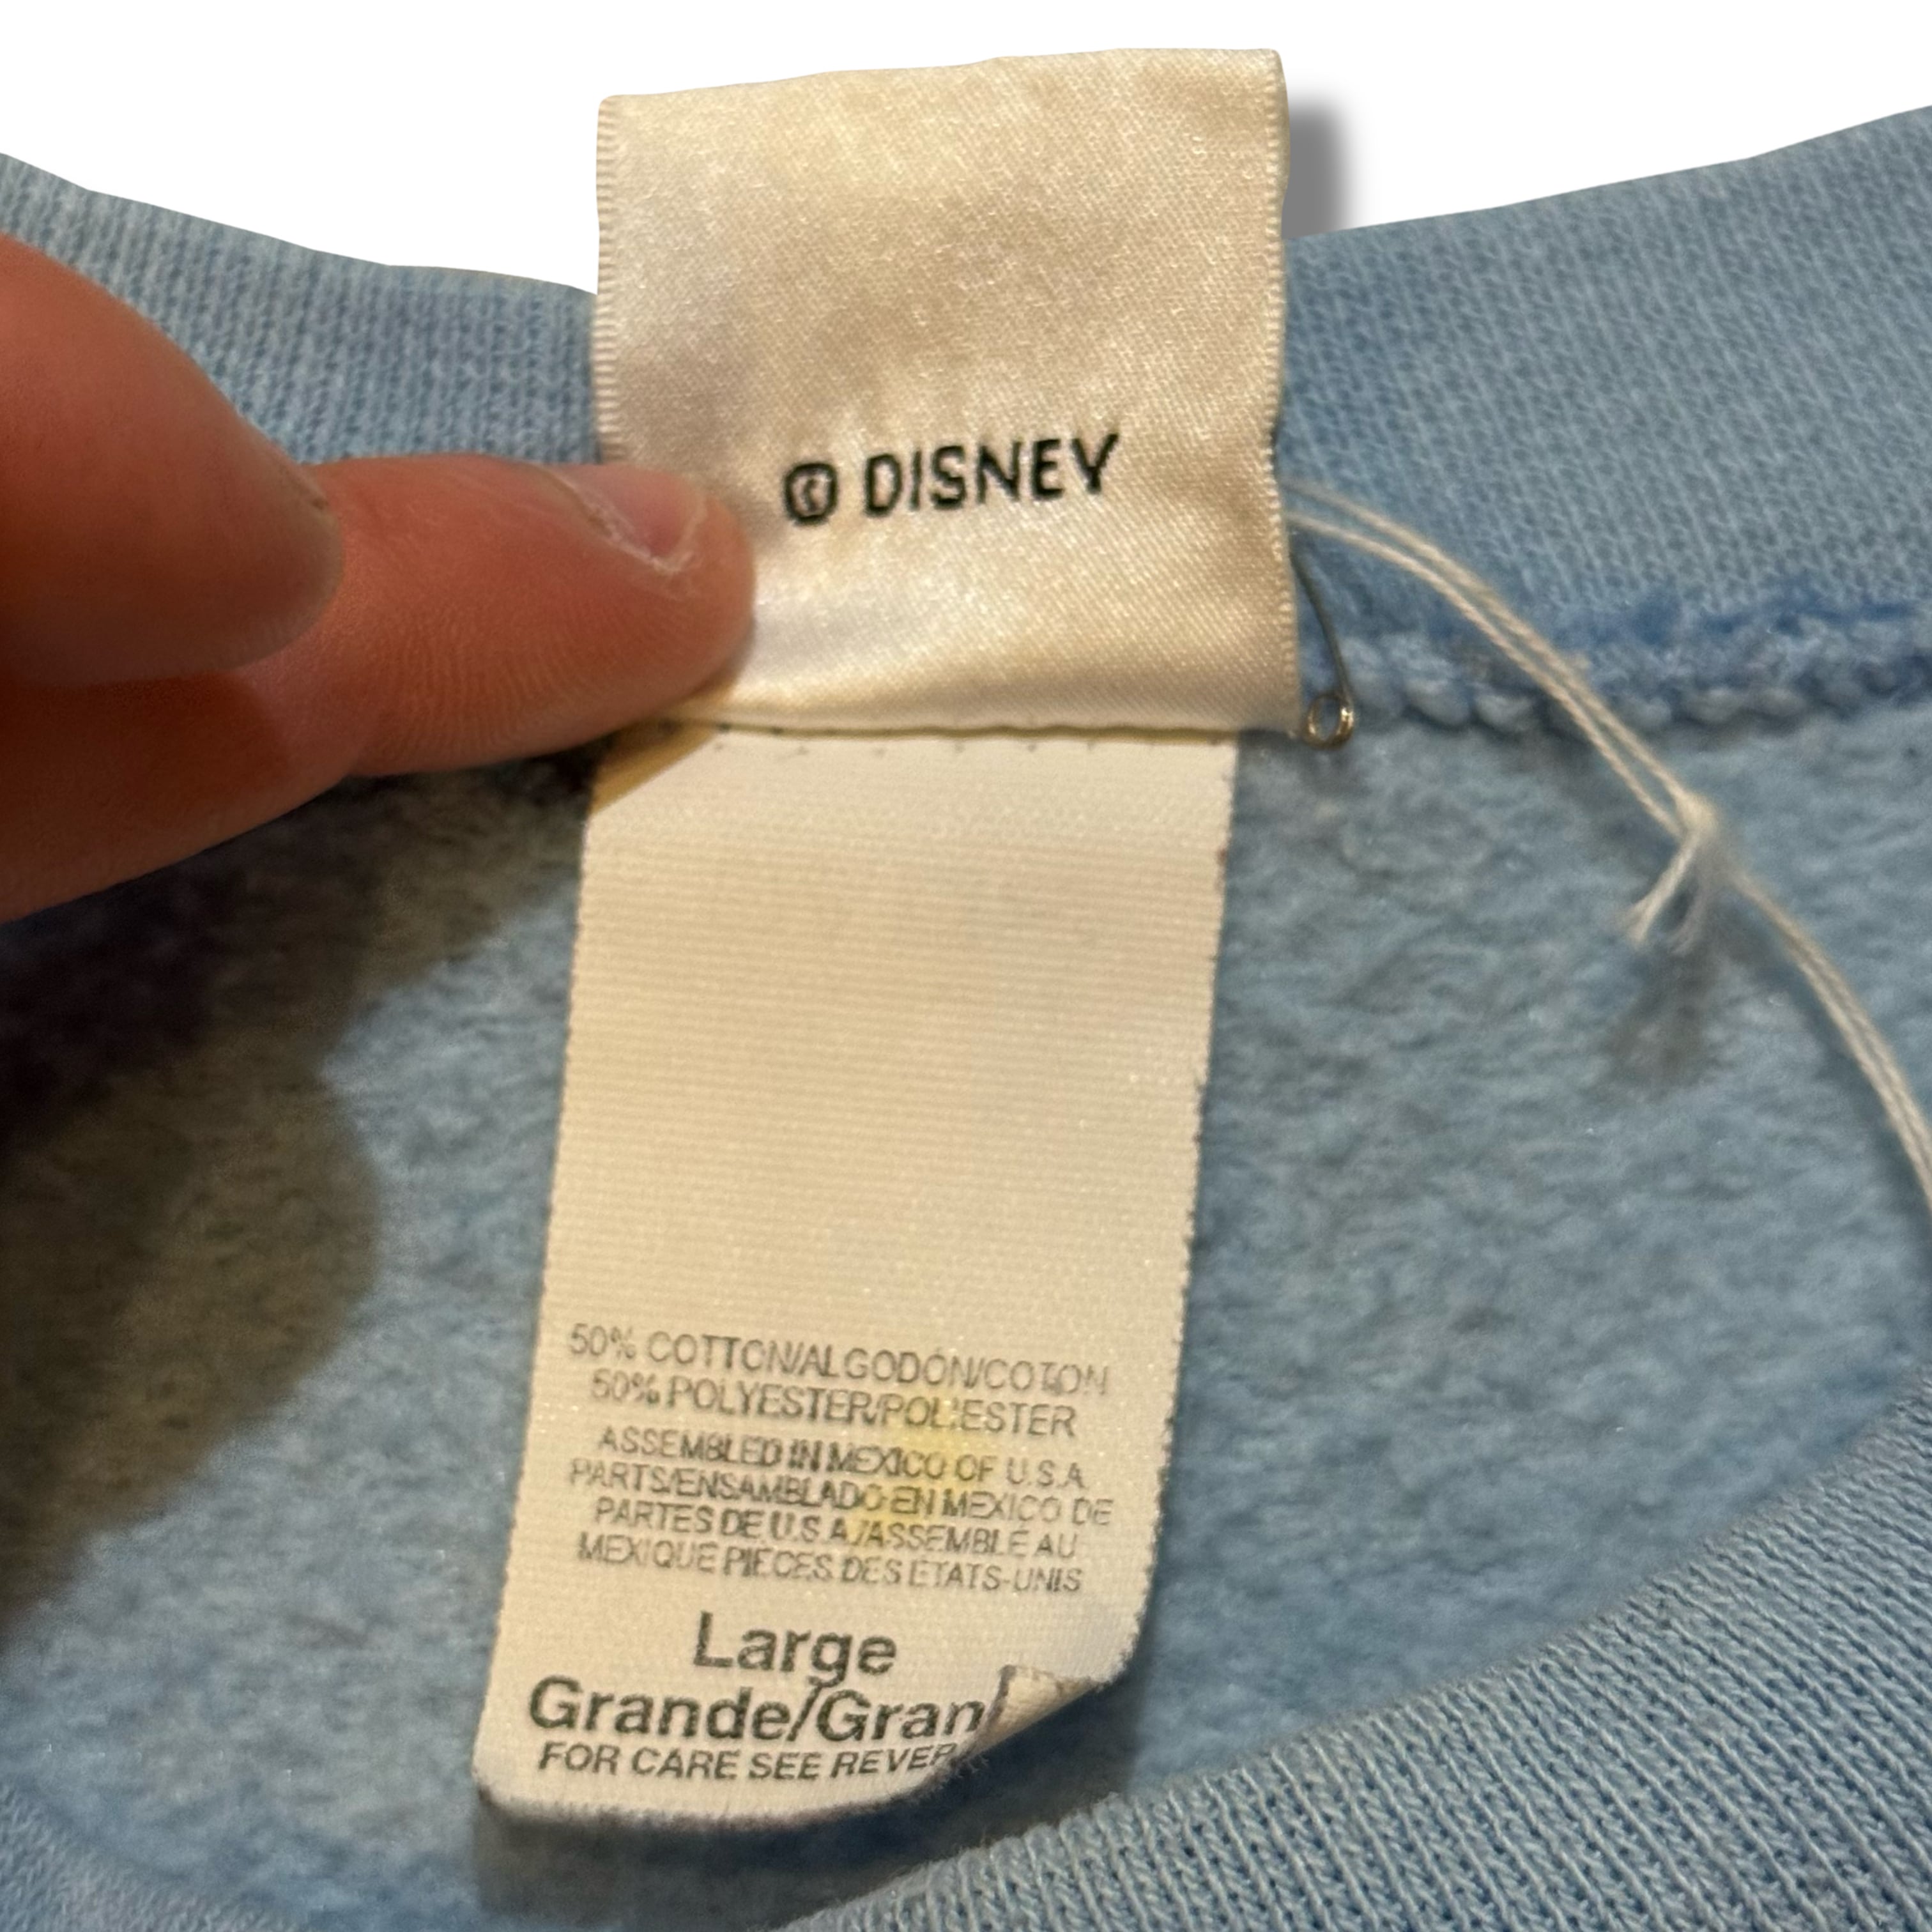 © DISNEY
50% COTTON/ALGODÓN/COTON
50% POLYESTER/POLIESTER
ASSEMBLED IN MEXICO OF U.S.A
PARTS/ENSAMBLADO EN MEXICO DE
PARTES DE U.S.A./ASSEMBLÉ AU
MEXIQUE PIECES DES ETATS-UNIS
Large
Grande/Gran
FOR CARE SEE REVER